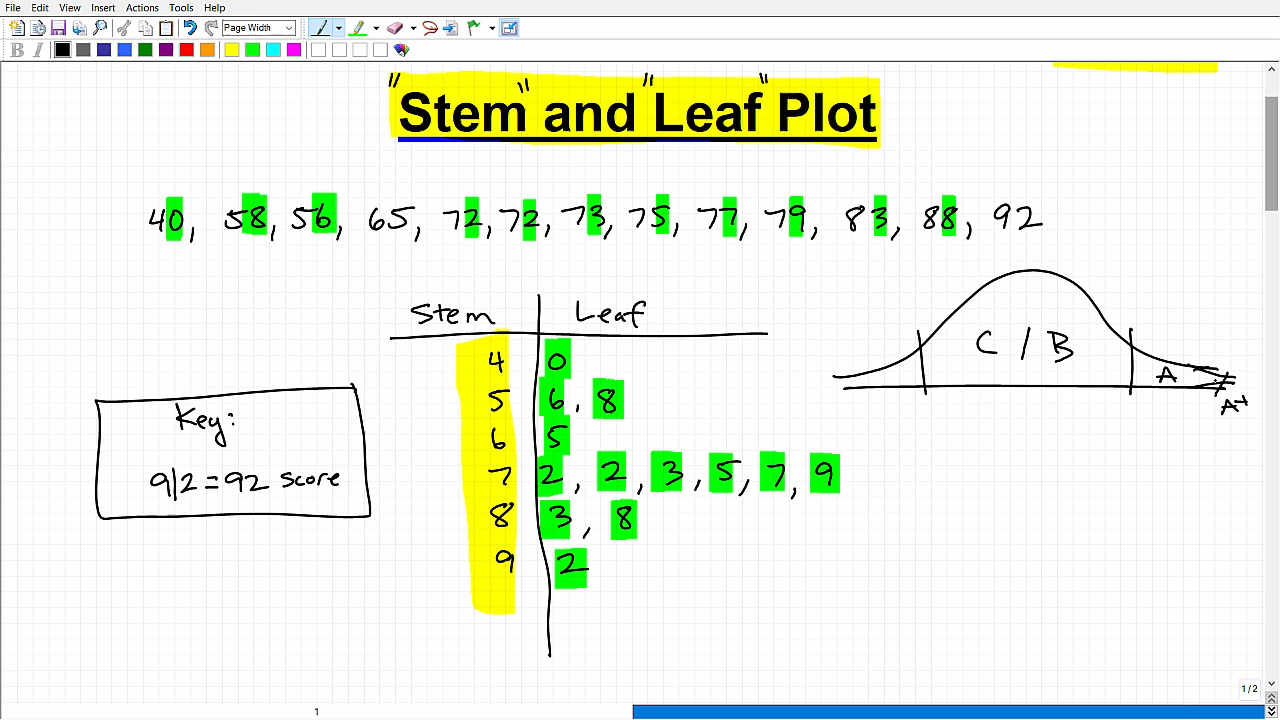 File Edit View Insert Actions Tools Help
Page Width
B I
"Stem" and "Leaf" Plot
40, 58, 56, 65, 72, 72, 73, 75, 77, 79, 83, 88, 92
Stem Leaf
4 0
5 6, 8
6 5
7 2, 2, 3, 5, 7, 9
8 3, 8
9 2
Key:
9|2 = 92 score
C / B
A
A+
1/2
1